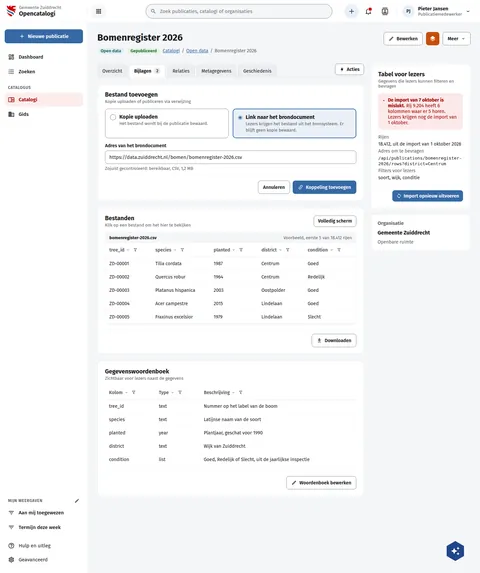 Gemeente Zuiddrecht
Opencatalogi
Zoek publicaties, catalogi of organisaties
PJ
Pieter Jansen
Publicatiemedewerker
+ Nieuwe publicatie
Dashboard
Zoeken
CATALOGUS
Catalogi
Gids
MIJN WEERGAVEN
Aan mij toegewezen
Termijn deze week
Hulp en uitleg
Geavanceerd
Bomenregister 2026
Open data
Gepubliceerd
Catalogi / Open data / Bomenregister 2026
Bewerken
Meer
Overzicht
Bijlagen 3
Relaties
Metagegevens
Geschiedenis
+ Acties
Bestand toevoegen
Kopie uploaden of publiceren via verwijzing
Kopie uploaden
Het bestand wordt bij de publicatie bewaard.
Link naar het brondocument
Lezers krijgen het bestand uit het bronsysteem. Er
blijft geen kopie bewaard.
Adres van het brondocument
https://data.zuiddrecht.nl/bomen/bomenregister-2026.csv
Zojuist gecontroleerd: bereikbaar, CSV, 5,2 MB
Annuleren
Koppeling toevoegen
Bestanden
Klik op een bestand om het hier te bekijken
Volledig scherm
bomenregister-2026.csv
Voorbeeld, eerste 5 van 18.412 rijen
tree_id species planted district condition
ZD-00001 Tilia cordata 1987 Centrum Goed
ZD-00002 Quercus robur 1964 Centrum Redelijk
ZD-00003 Platanus hispanica 2003 Oostpolder Goed
ZD-00004 Acer campestre 2015 Lindelaan Goed
ZD-00005 Fraxinus excelsior 1979 Lindelaan Slecht
Downloaden
Gegevenswoordenboek
Zichtbaar voor lezers naast de gegevens
Kolom Type Beschrijving
tree_id text Nummer op het label van de boom
species text Latijnse naam van de soort
planted year Plantjaar, geschat voor 1990
district text Wijk van Zuiddrecht
condition list Goed, Redelijk of Slecht, uit de jaarlijkse inspectie
Woordenboek bewerken
Tabel voor lezers
Gegevens die lezers kunnen filteren en
bevragen
De import van 7 oktober is
mislukt. Rij 9.204 heeft 6
kolommen waar er 5 horen.
Lezers krijgen nog de import van
1 oktober.
Rijen
18.412, uit de import van 1 oktober 2026
Adres om te bevragen
/api/publications/bomenregister-
2026/rows?district=Centrum
Filters voor lezers
soort, wijk, conditie
Import opnieuw uitvoeren
Organisatie
Gemeente Zuiddrecht
Openbare ruimte